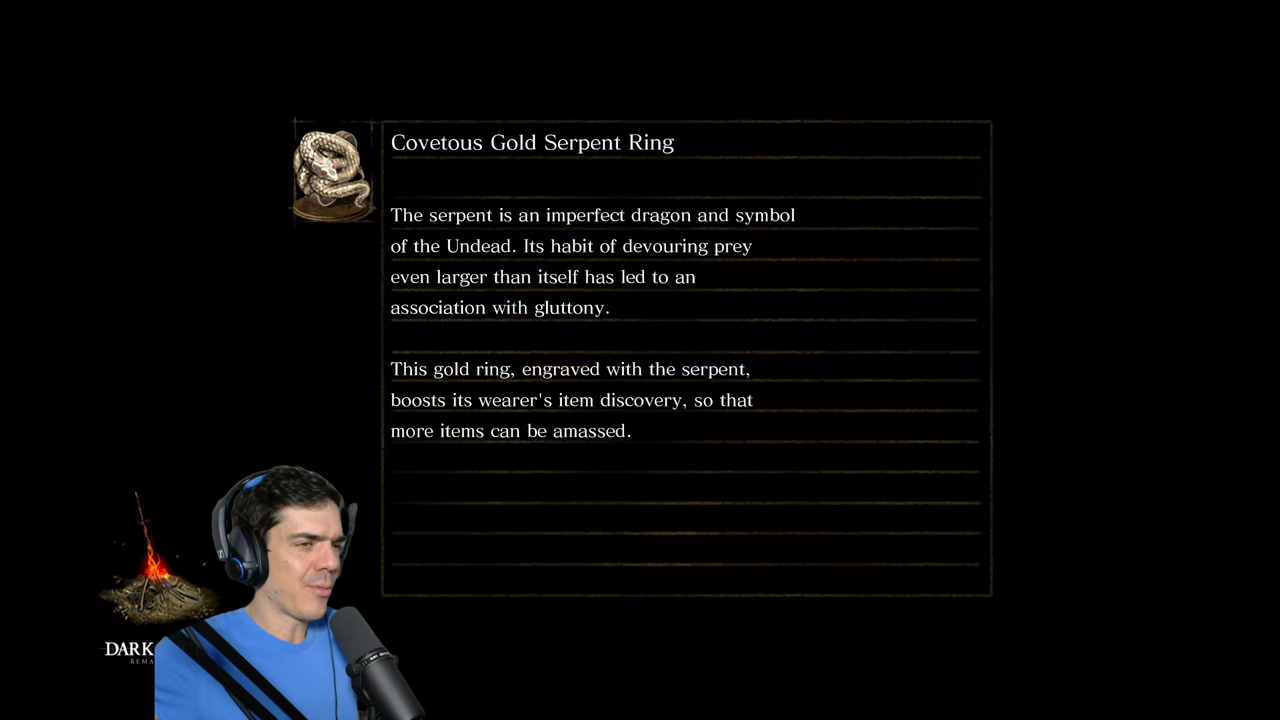 Covetous Gold Serpent Ring
The serpent is an imperfect dragon and symbol
of the Undead. Its habit of devouring prey
even larger than itself has led to an
association with gluttony.
This gold ring, engraved with the serpent,
boosts its wearer's item discovery, so that
more items can be amassed.
DARK
REMA